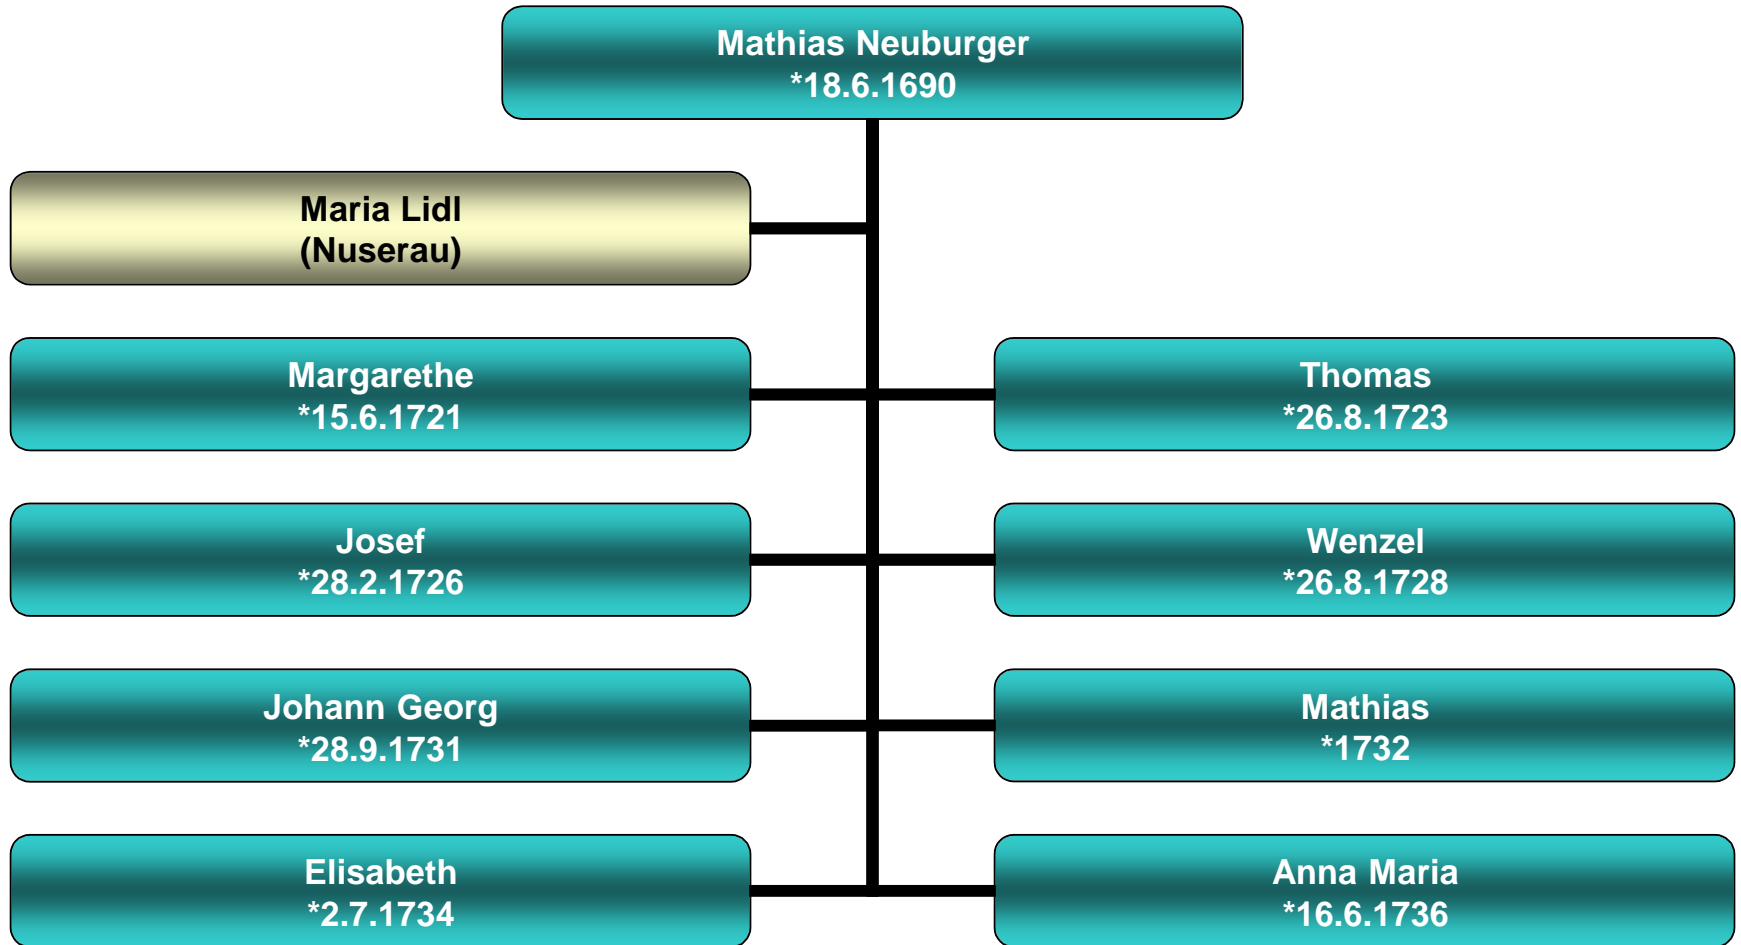 Mathias Neuburger
*18.6.1690
Maria Lidl
(Nuserau)
Margarethe
*15.6.1721
Thomas
*26.8.1723
Josef
*28.2.1726
Wenzel
*26.8.1728
Johann Georg
*28.9.1731
Mathias
*1732
Elisabeth
*2.7.1734
Anna Maria
*16.6.1736